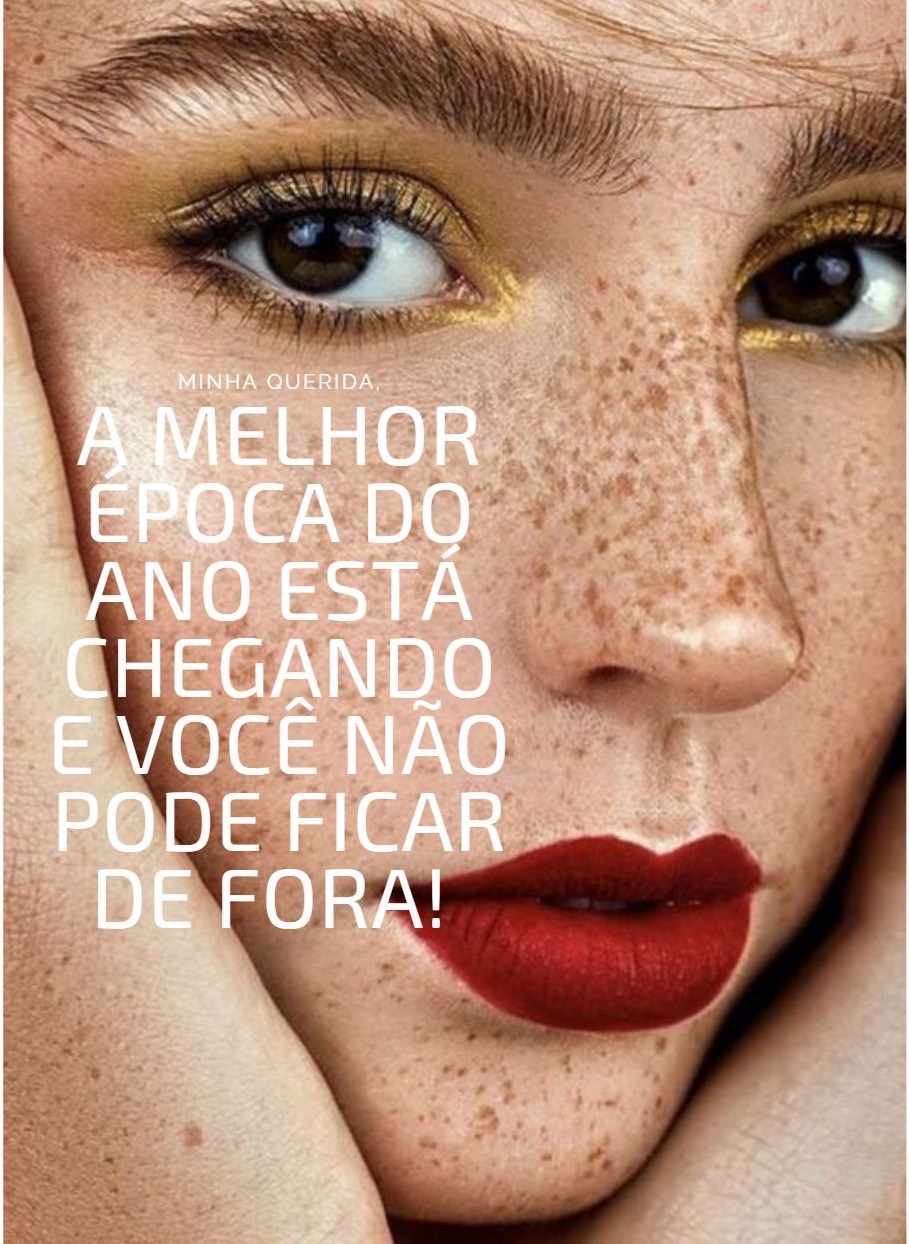 MINHA QUERIDA,
A MELHOR
ÉPOCA DO
ANO ESTÁ
CHEGANDO
E VOCÊ NÃO
PODE FICAR
DE FORA!